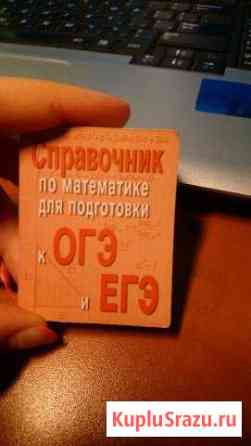 Справочник
по математике
для подготовки
к ОГЭ
и ЕГЭ
KupluSrazu.ru